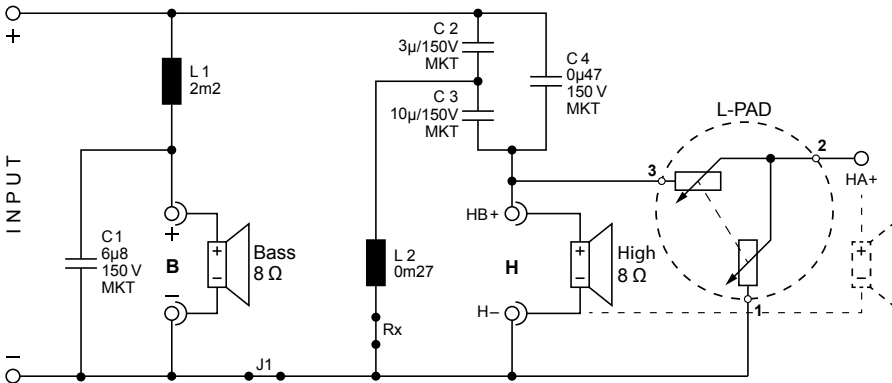 INPUT
+
–
L 1
2m2
C 1
6µ8
150 V
MKT
+
B
–
+
–
Bass
8 Ω
J1
C 2
3µ/150V
MKT
C 3
10µ/150V
MKT
C 4
0µ47
150 V
MKT
L 2
0m27
Rx
HB+
H
H–
+
–
High
8 Ω
L-PAD
3
2
1
HA+
+
–